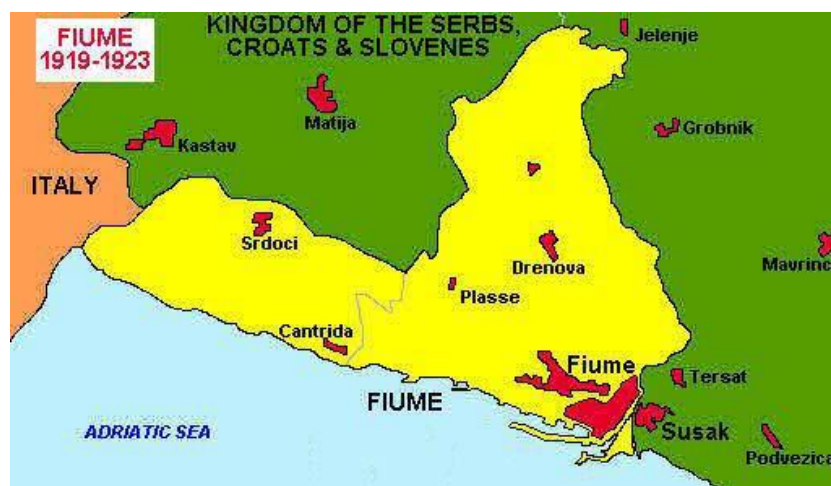 FIUME
1919-1923
KINGDOM OF THE SERBS,
CROATS & SLOVENES
Jelenje
Matija
Grobnik
Kastav
ITALY
Srdoci
Drenova
Mavrinc
Plasse
Cantrida
Fiume
Tersat
FIUME
Susak
ADRIATIC SEA
Podvezica